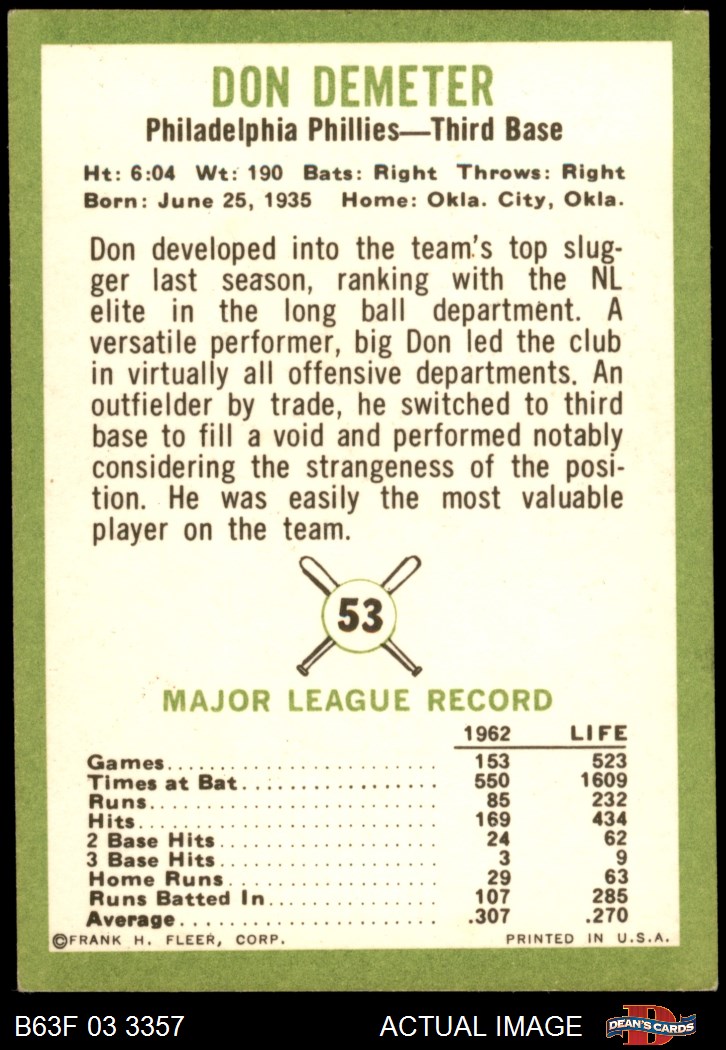 DON DEMETER
Philadelphia Phillies—Third Base
Ht: 6:04 Wt: 190 Bats: Right Throws: Right
Born: June 25, 1935 Home: Okla. City, Okla.
Don developed into the team's top slug-
ger last season, ranking with the NL
elite in the long ball department. A
versatile performer, big Don led the club
in virtually all offensive departments. An
outfielder by trade, he switched to third
base to fill a void and performed notably
considering the strangeness of the posi-
tion. He was easily the most valuable
player on the team.
53
MAJOR LEAGUE RECORD
1962 LIFE
Games 153 523
Times at Bat 550 1609
Runs 85 232
Hits 169 434
2 Base Hits 24 62
3 Base Hits 3 9
Home Runs 29 63
Runs Batted In 107 285
Average .307 .270
©FRANK H. FLEER, CORP. PRINTED IN U.S.A.
B63F 03 3357 ACTUAL IMAGE D DEAN'S CARDS